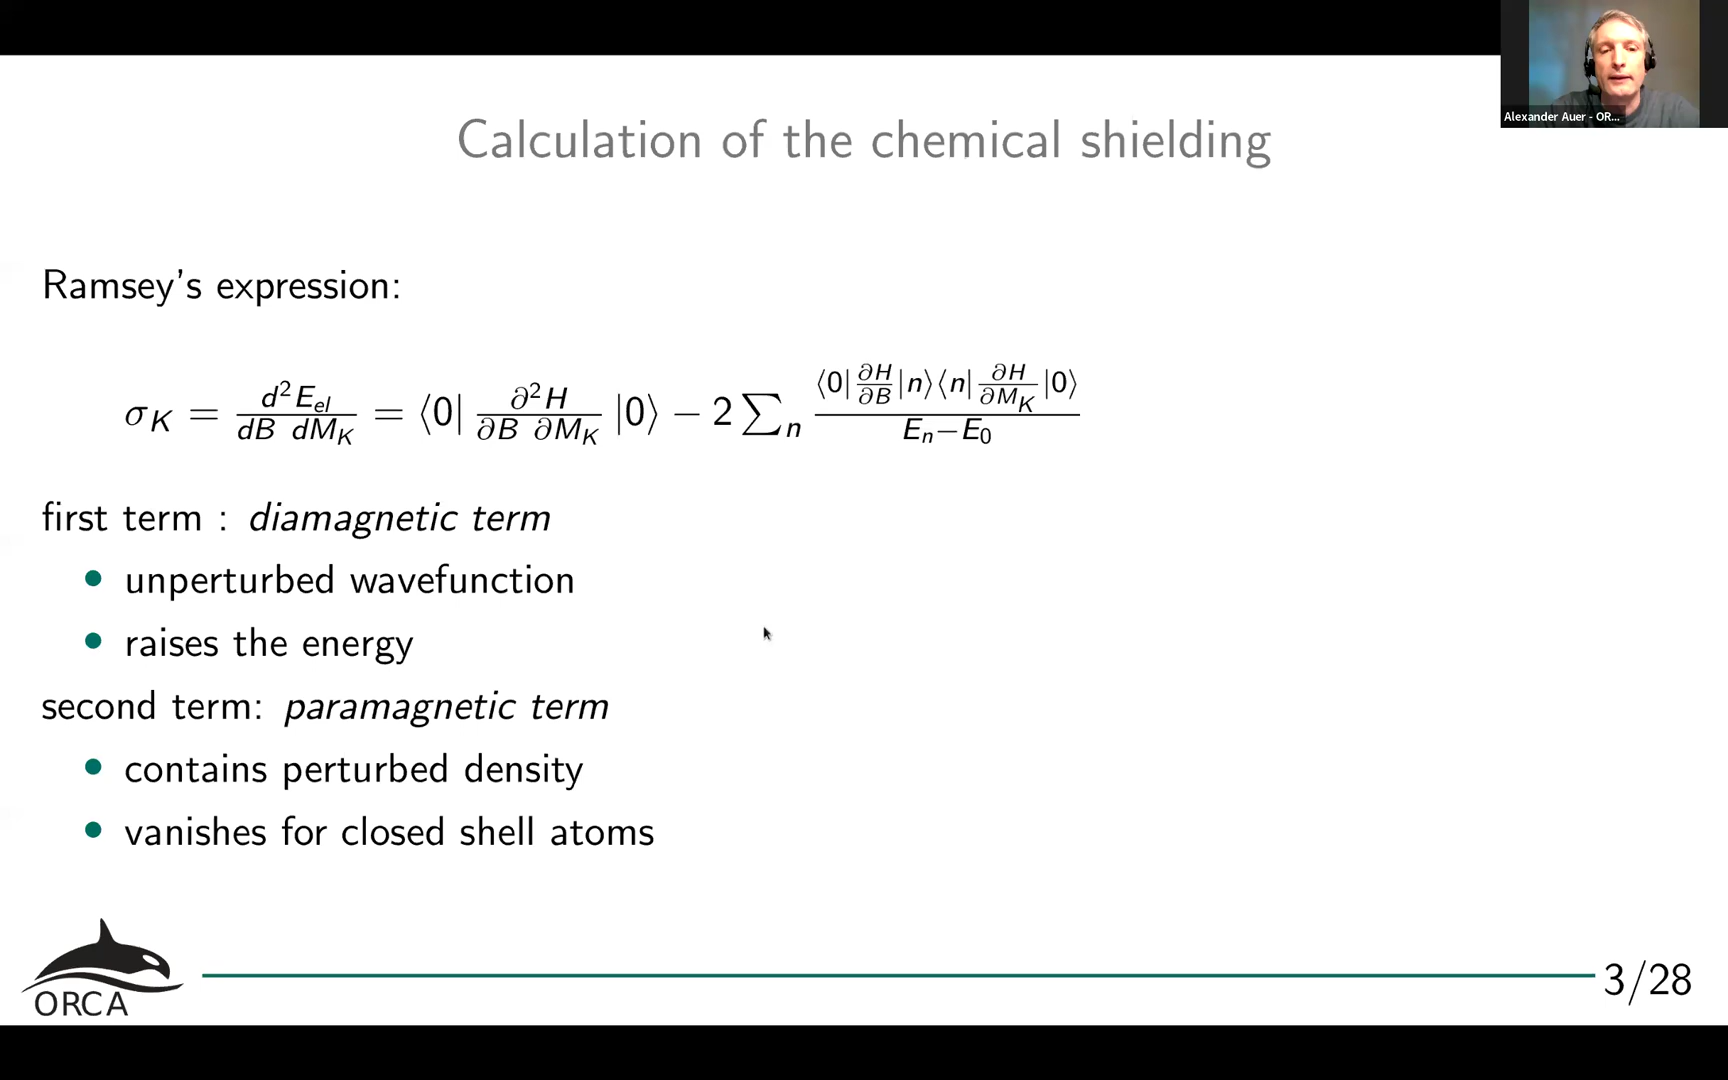 Alexander Auer - OR...
Calculation of the chemical shielding
Ramsey's expression:
σ_K = d²E_el / dB dM_K = ⟨0| ∂²H / ∂B ∂M_K |0⟩ − 2 ∑_n ⟨0| ∂H/∂B |n⟩⟨n| ∂H/∂M_K |0⟩ / E_n−E_0
first term : diamagnetic term
• unperturbed wavefunction
• raises the energy
second term: paramagnetic term
• contains perturbed density
• vanishes for closed shell atoms
ORCA
3/28